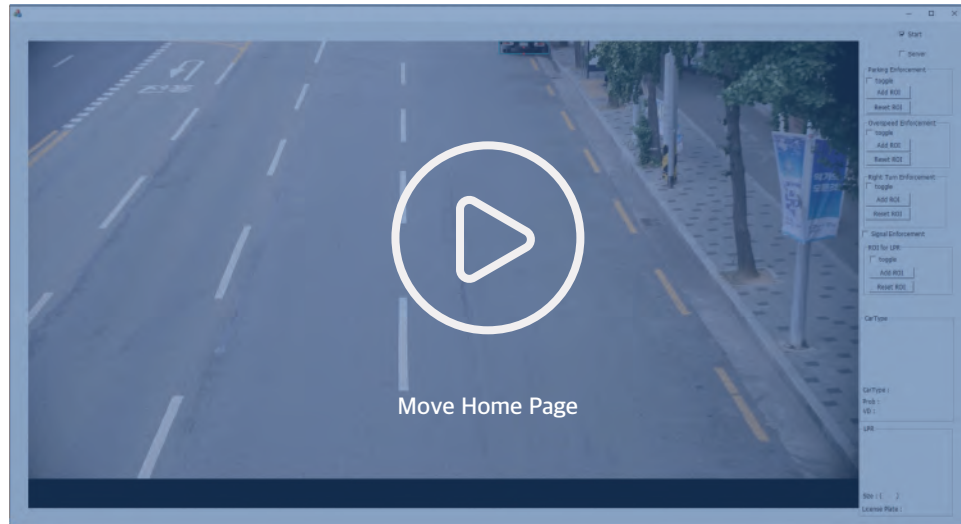 Start
Server
Parking Enforcement
toggle
Add ROI
Reset ROI
Overspeed Enforcement
toggle
Add ROI
Reset ROI
Right Turn Enforcement
toggle
Add ROI
Reset ROI
Signal Enforcement
ROI for LPR
toggle
Add ROI
Reset ROI
Move Home Page
CarType
CarType :
Prob :
VID :
LPR
Size : [ , ]
License Plate :